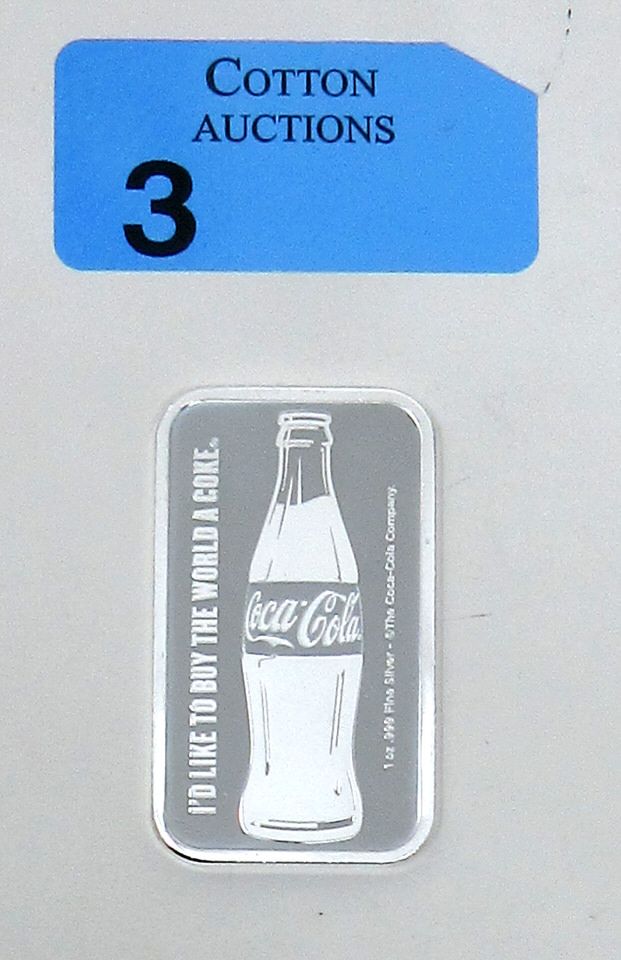 COTTON
AUCTIONS
3
I'D LIKE TO BUY THE WORLD A COKE.
Coca-Cola
1 oz .999 Fine Silver - ©The Coca-Cola Company.